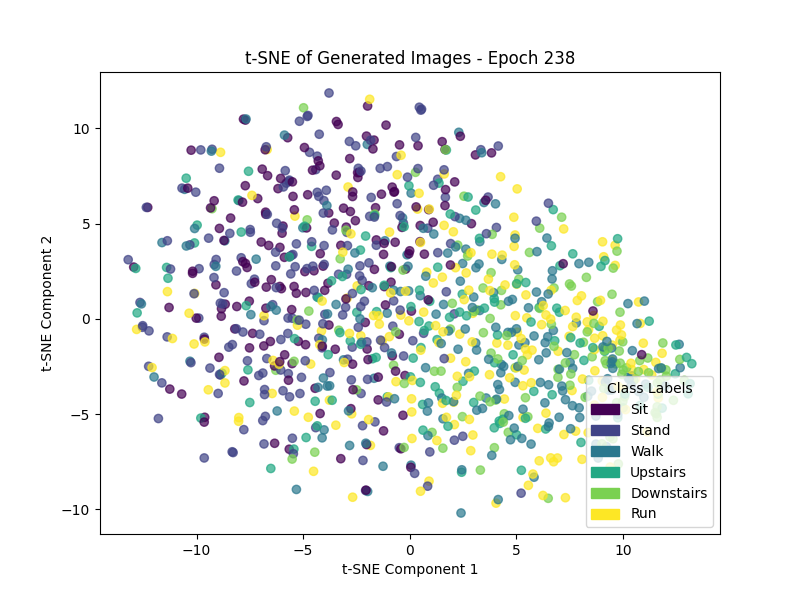 t-SNE of Generated Images - Epoch 238
10
5
0
−5
−10
t-SNE Component 2
−10
−5
0
5
10
t-SNE Component 1
Class Labels
Sit
Stand
Walk
Upstairs
Downstairs
Run